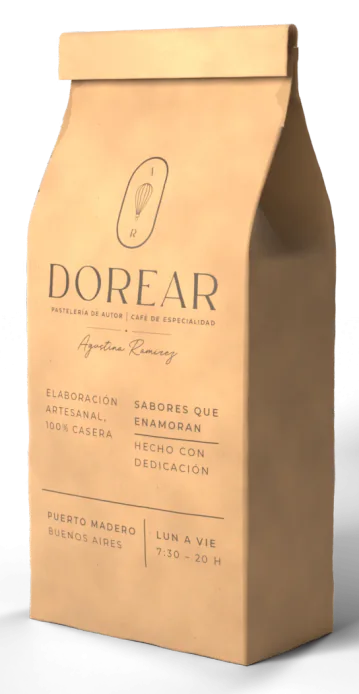 R
DOREAR
PASTELERÍA DE AUTOR | CAFÉ DE ESPECIALIDAD
Agustina Ramirez
ELABORACIÓN
ARTESANAL,
100% CASERA
SABORES QUE
ENAMORAN
HECHO CON
DEDICACIÓN
PUERTO MADERO
BUENOS AIRES
LUN A VIE
7:30 – 20 H